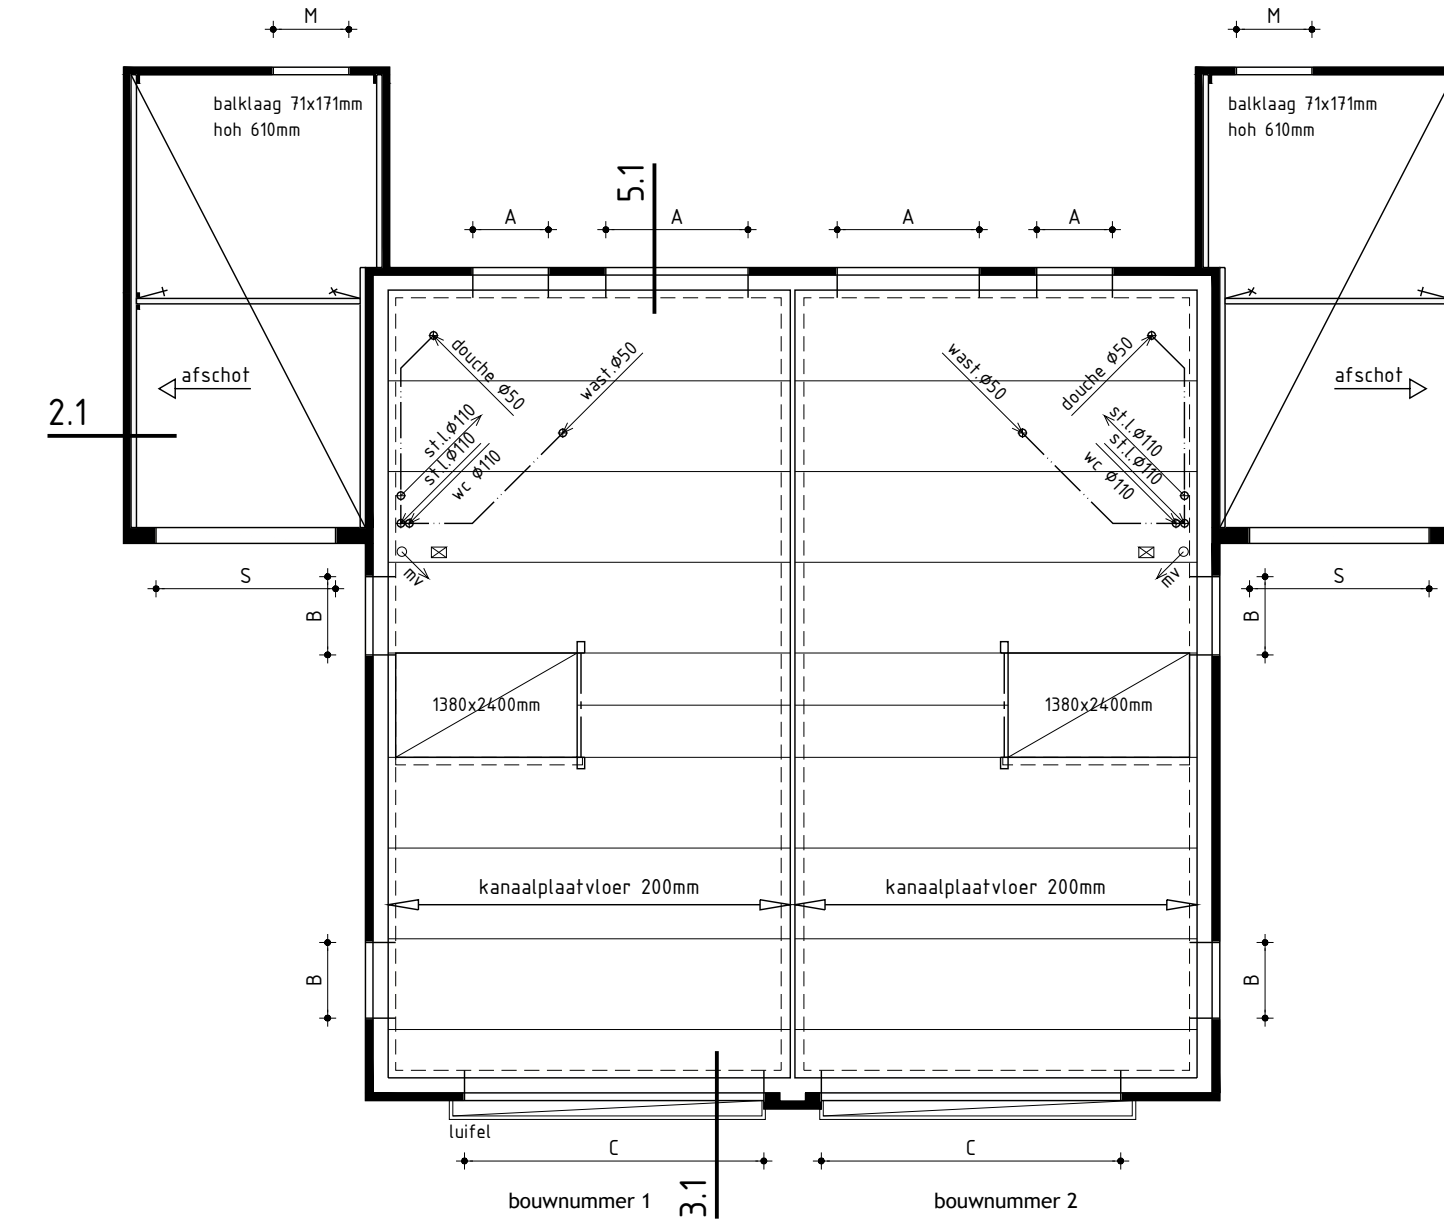 M
M
balklaag 71x171mm
hoh 610mm
balklaag 71x171mm
hoh 610mm
5.1
A
A
A
A
douche ø50
wast.ø50
wast.ø50
douche ø50
afschot
afschot
2.1
st.l.ø110
st.l.ø110
wc ø110
st.l.ø110
st.l.ø110
wc ø110
mv
mv
S
S
B
B
1380x2400mm
1380x2400mm
kanaalplaatvloer 200mm
kanaalplaatvloer 200mm
B
B
luifel
C
C
3.1
bouwnummer 1
bouwnummer 2